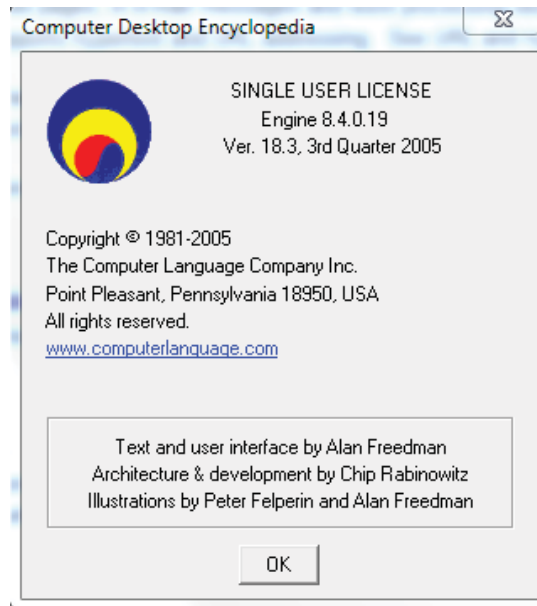 Computer Desktop Encyclopedia
SINGLE USER LICENSE
Engine 8.4.0.19
Ver. 18.3, 3rd Quarter 2005
Copyright © 1981-2005
The Computer Language Company Inc.
Point Pleasant, Pennsylvania 18950, USA
All rights reserved.
www.computerlanguage.com
Text and user interface by Alan Freedman
Architecture & development by Chip Rabinowitz
Illustrations by Peter Felperin and Alan Freedman
OK